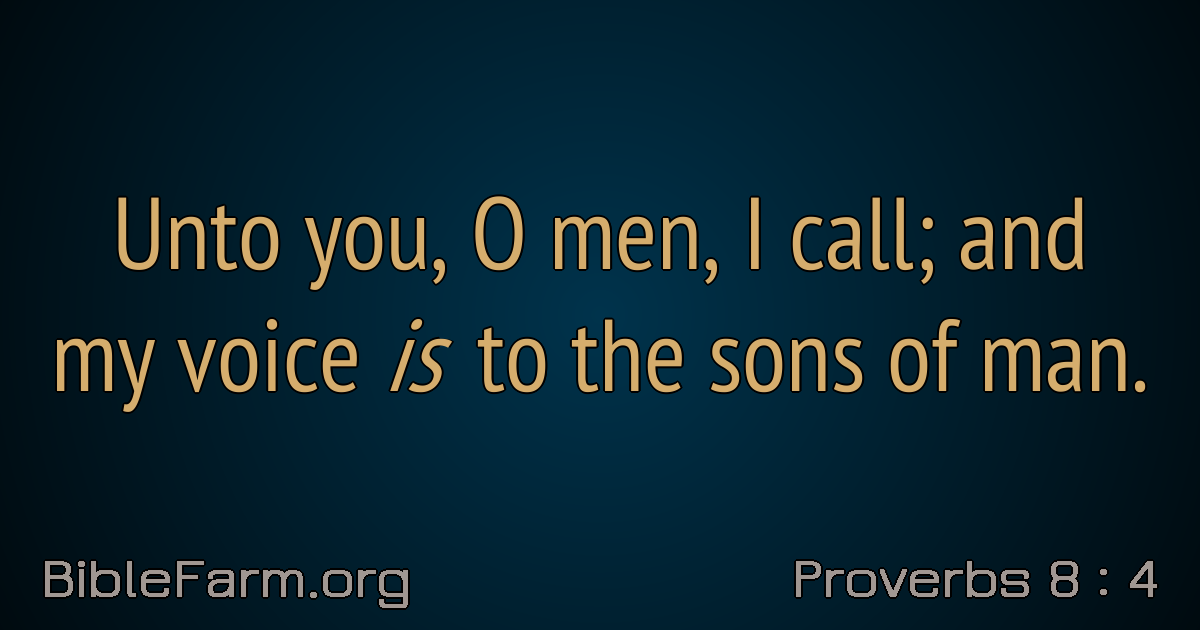 Unto you, O men, I call; and
my voice is to the sons of man.
BibleFarm.org
Proverbs 8 : 4